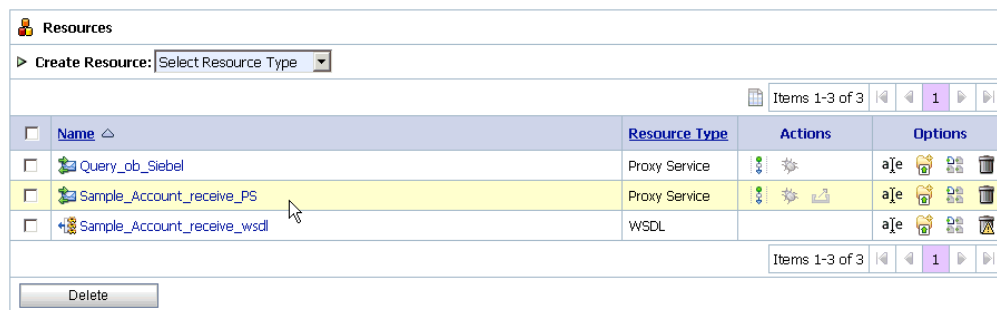 Resources
Create Resource: Select Resource Type
Items 1-3 of 3 1
Name Resource Type Actions Options
Query_ob_Siebel Proxy Service
Sample_Account_receive_PS Proxy Service
Sample_Account_receive_wsdl WSDL
Items 1-3 of 3 1
Delete